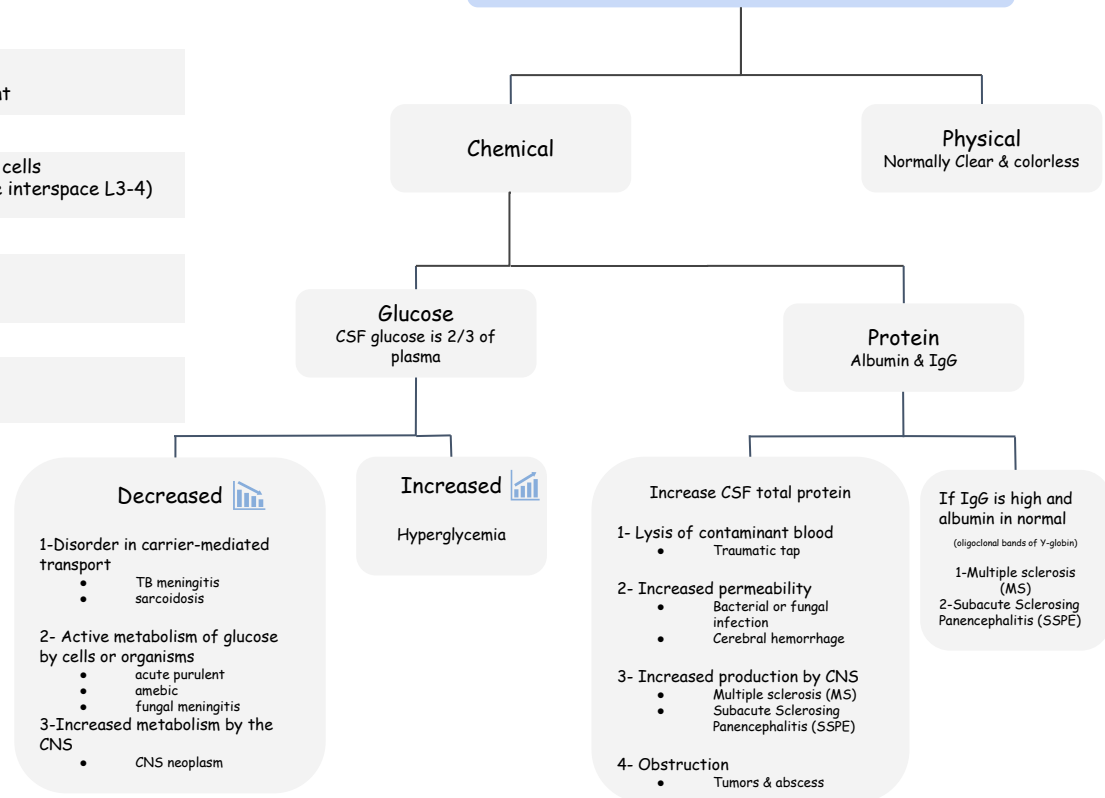 nt
cells
e interspace L3-4)
Chemical
Physical
Normally Clear & colorless
Glucose
CSF glucose is 2/3 of
plasma
Protein
Albumin & IgG
Decreased
1-Disorder in carrier-mediated
transport
● TB meningitis
● sarcoidosis
2- Active metabolism of glucose
by cells or organisms
● acute purulent
● amebic
● fungal meningitis
3-Increased metabolism by the
CNS
● CNS neoplasm
Increased
Hyperglycemia
Increase CSF total protein
1- Lysis of contaminant blood
● Traumatic tap
2- Increased permeability
● Bacterial or fungal
infection
● Cerebral hemorrhage
3- Increased production by CNS
● Multiple sclerosis (MS)
● Subacute Sclerosing
Panencephalitis (SSPE)
4- Obstruction
● Tumors & abscess
If IgG is high and
albumin in normal
(oligoclonal bands of Y-globin)
1-Multiple sclerosis
(MS)
2-Subacute Sclerosing
Panencephalitis (SSPE)